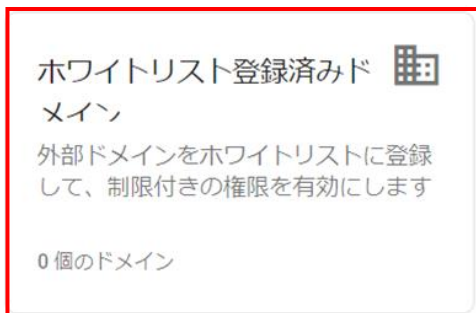 ホワイトリスト登録済みド
メイン
外部ドメインをホワイトリストに登録
して、制限付きの権限を有効にします
0 個のドメイン